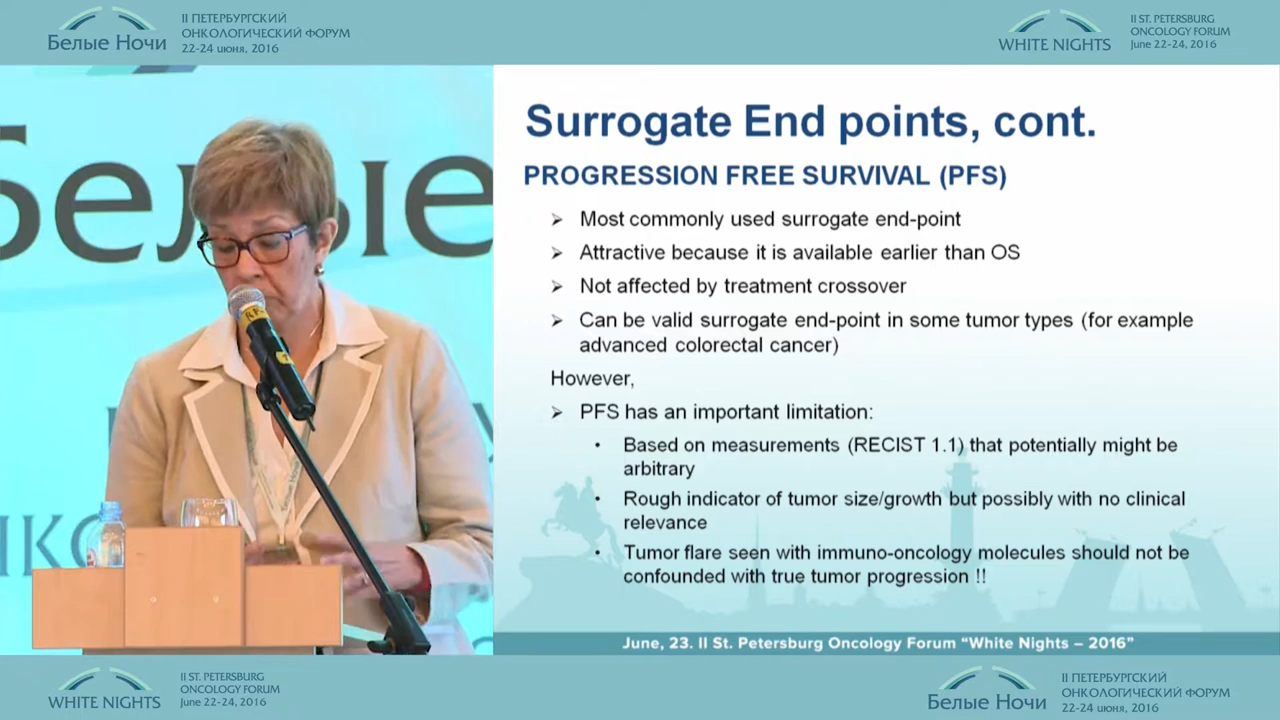 II ПЕТЕРБУРГСКИЙ
ОНКОЛОГИЧЕСКИЙ ФОРУМ
22-24 июня, 2016
Белые Ночи
WHITE NIGHTS
II ST. PETERSBURG
ONCOLOGY FORUM
June 22-24, 2016
Белые
Surrogate End points, cont.
PROGRESSION FREE SURVIVAL (PFS)
➢ Most commonly used surrogate end-point
➢ Attractive because it is available earlier than OS
➢ Not affected by treatment crossover
➢ Can be valid surrogate end-point in some tumor types (for example
advanced colorectal cancer)
However,
➢ PFS has an important limitation:
• Based on measurements (RECIST 1.1) that potentially might be
arbitrary
• Rough indicator of tumor size/growth but possibly with no clinical
relevance
• Tumor flare seen with immuno-oncology molecules should not be
confounded with true tumor progression !!
June, 23. II St. Petersburg Oncology Forum “White Nights – 2016”
WHITE NIGHTS
II ST. PETERSBURG
ONCOLOGY FORUM
June 22-24, 2016
Белые Ночи
II ПЕТЕРБУРГСКИЙ
ОНКОЛОГИЧЕСКИЙ ФОРУМ
22-24 июня, 2016